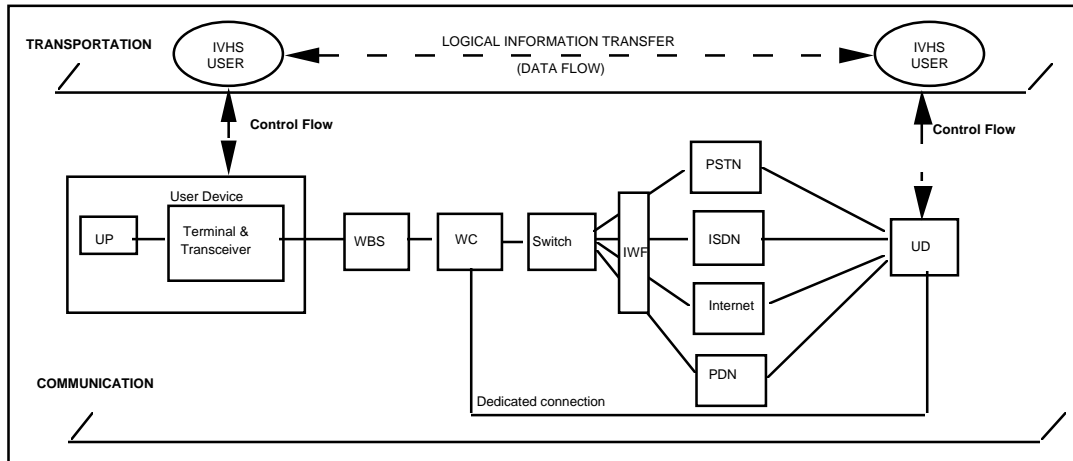 TRANSPORTATION
IVHS
USER
LOGICAL INFORMATION TRANSFER
(DATA FLOW)
IVHS
USER
Control Flow
Control Flow
User Device
UP
Terminal &
Transceiver
WBS
WC
Switch
IWF
PSTN
ISDN
Internet
PDN
UD
COMMUNICATION
Dedicated connection